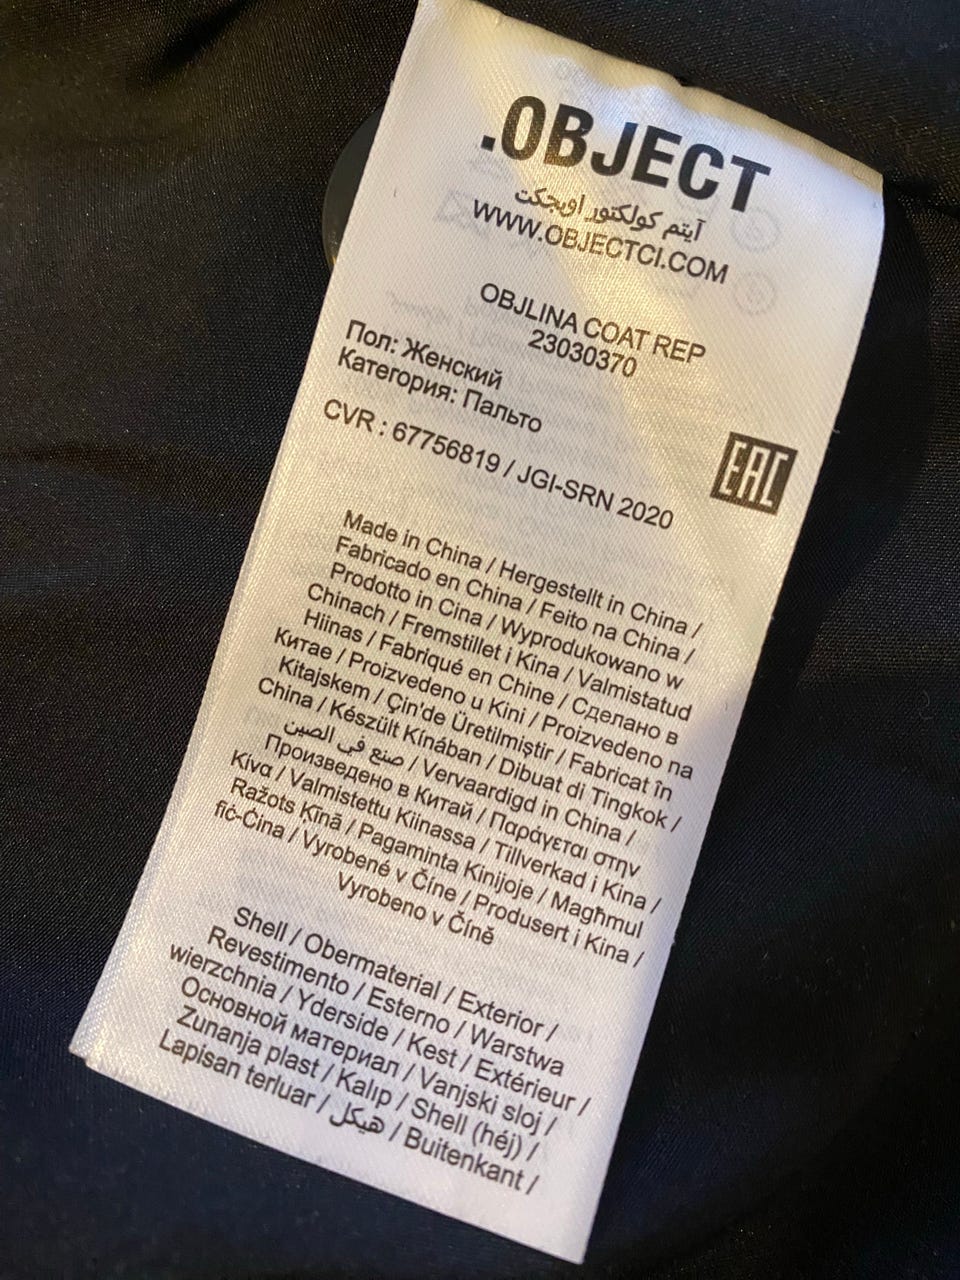 .OBJECT
آيتم كولكتور اوبجكت
WWW.OBJECTCI.COM
OBJLINA COAT REP
23030370
Пол: Женский
Категория: Пальто
CVR : 67756819 / JGI-SRN 2020
EAC
Made in China / Hergestellt in China /
Fabricado en China / Feito na China /
Prodotto in Cina / Wyprodukowano w
Chinach / Fremstillet i Kina / Valmistatud
Hiinas / Fabriqué en Chine / Сделано в
Китае / Proizvedeno u Kini / Proizvedeno na
Kitajskem / Çin'de Üretilmiştir / Fabricat în
China / Készült Kínában / Dibuat di Tingkok /
صنع في الصين / Vervaardigd in China /
Произведено в Китай / Παράγεται στην
Κίνα / Valmistettu Kiinassa / Tillverkad i Kina /
Ražots Ķīnā / Pagaminta Kinijoje / Magħmul
fiċ-Ċina / Vyrobené v Číne / Produsert i Kina /
Vyrobeno v Číně
Shell / Obermaterial / Exterior /
Revestimento / Esterno / Warstwa
wierzchnia / Yderside / Kest / Extérieur /
Основной материал / Vanjski sloj /
Zunanja plast / Kalıp / Shell (héj) /
Lapisan terluar / هيكل / Buitenkant /